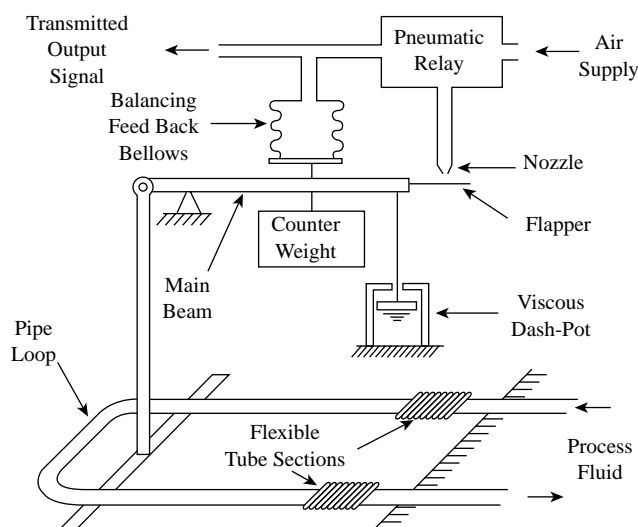 Transmitted
Output
Signal
Pneumatic
Relay
Air
Supply
Balancing
Feed Back
Bellows
Nozzle
Flapper
Counter
Weight
Main
Beam
Viscous
Dash-Pot
Pipe
Loop
Flexible
Tube Sections
Process
Fluid